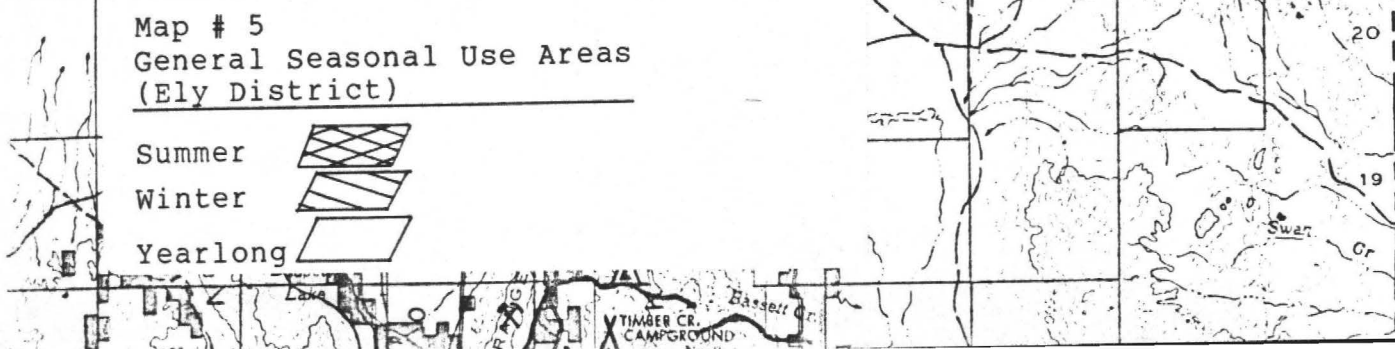 Map # 5
General Seasonal Use Areas
(Ely District)
Summer
Winter
Yearlong
20
19
Swan
Cr
Lake
Bassett Cr.
TIMBER CR.
CAMPGROUND